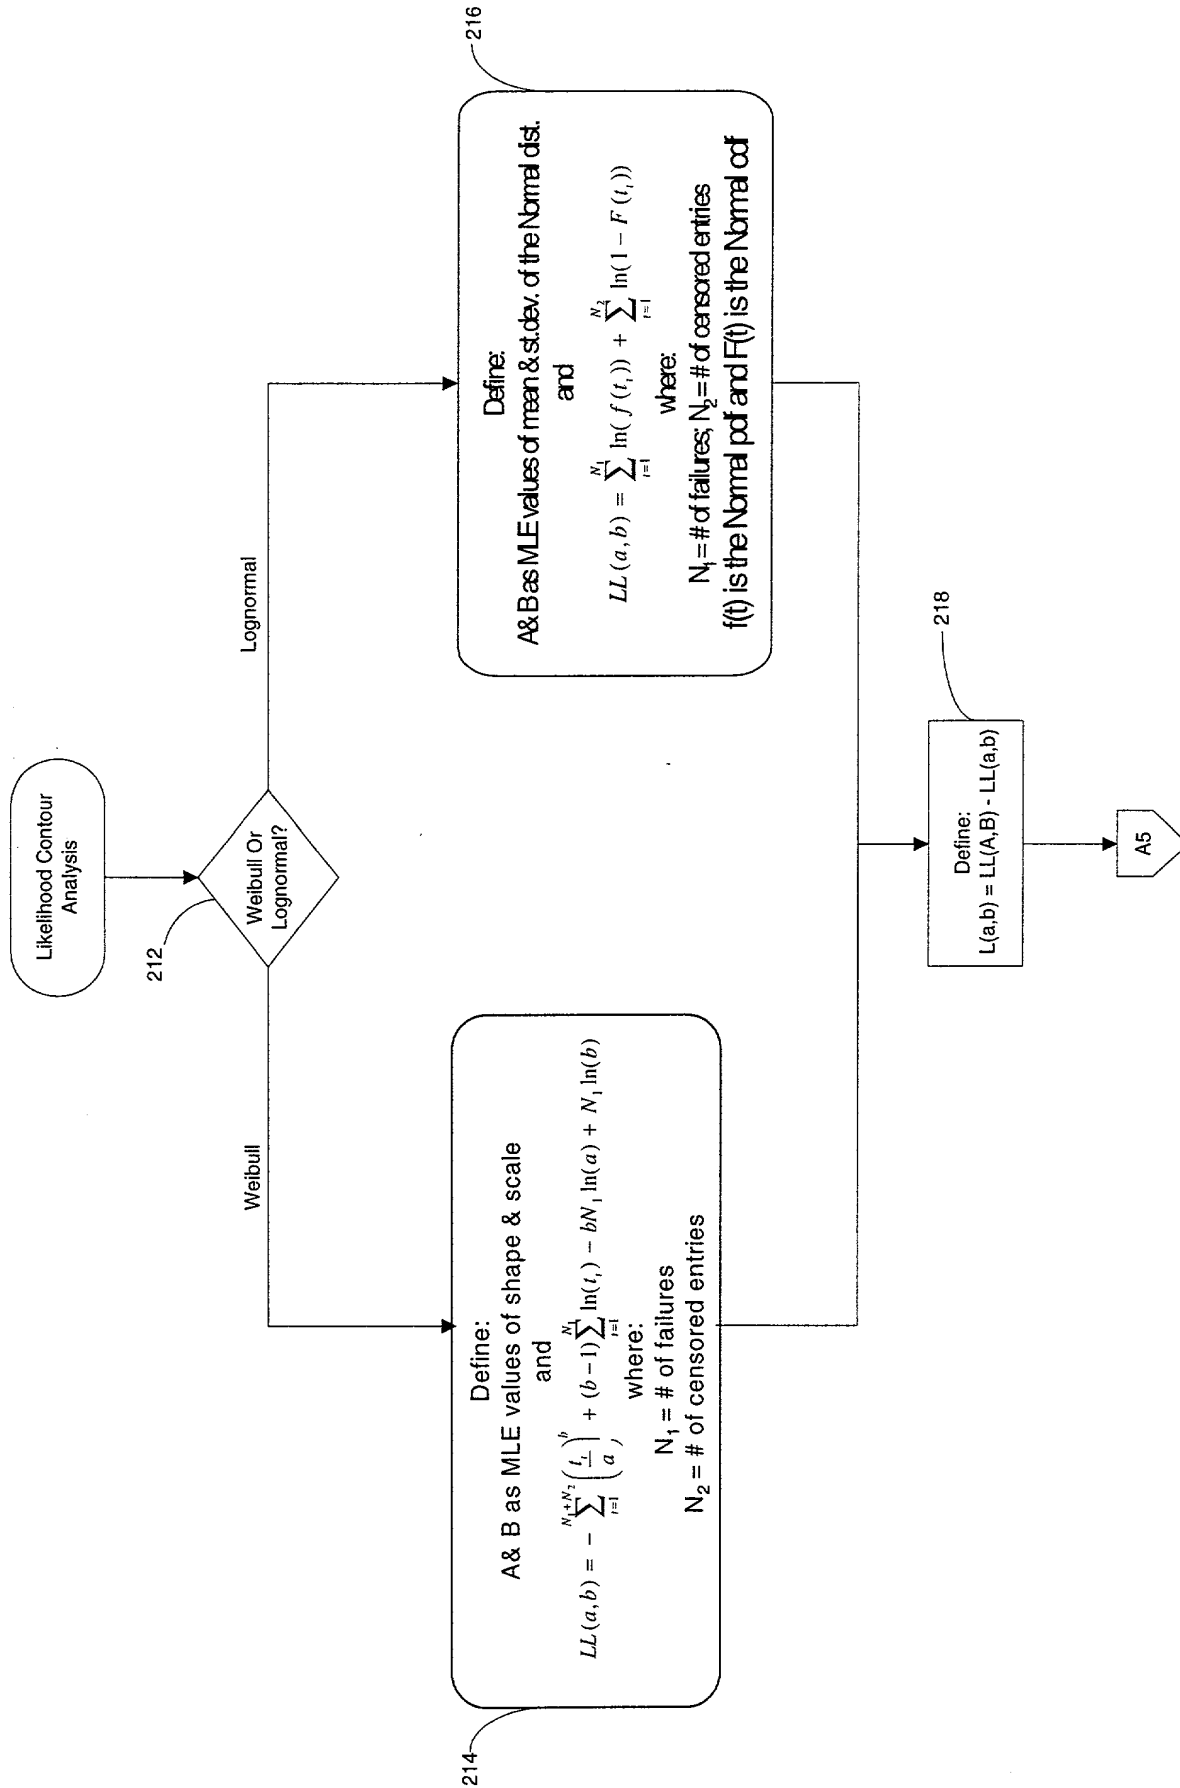 Likelihood Contour
Analysis
212
Weibull Or
Lognormal?
Weibull
Lognormal
214
Define:
A& B as MLE values of shape & scale
and
LL(a,b) = - \sum_{i=1}^{N_1+N_2} (t_i/a)^b + (b-1) \sum_{i=1}^{N_1} ln(t_i) - bN_1 ln(a) + N_1 ln(b)
where:
N₁ = # of failures
N₂ = # of censored entries
216
Define:
A&B as MLE values of mean & st.dev. of the Normal dist.
and
LL(a,b) = \sum_{i=1}^{N_1} ln(f(t_i)) + \sum_{i=1}^{N_2} ln(1 - F(t_i))
where:
N₁ = # of failures; N₂ = # of censored entries
f(t) is the Normal pdf and F(t) is the Normal cdf
218
Define:
L(a,b) = LL(A,B) - LL(a,b)
A5